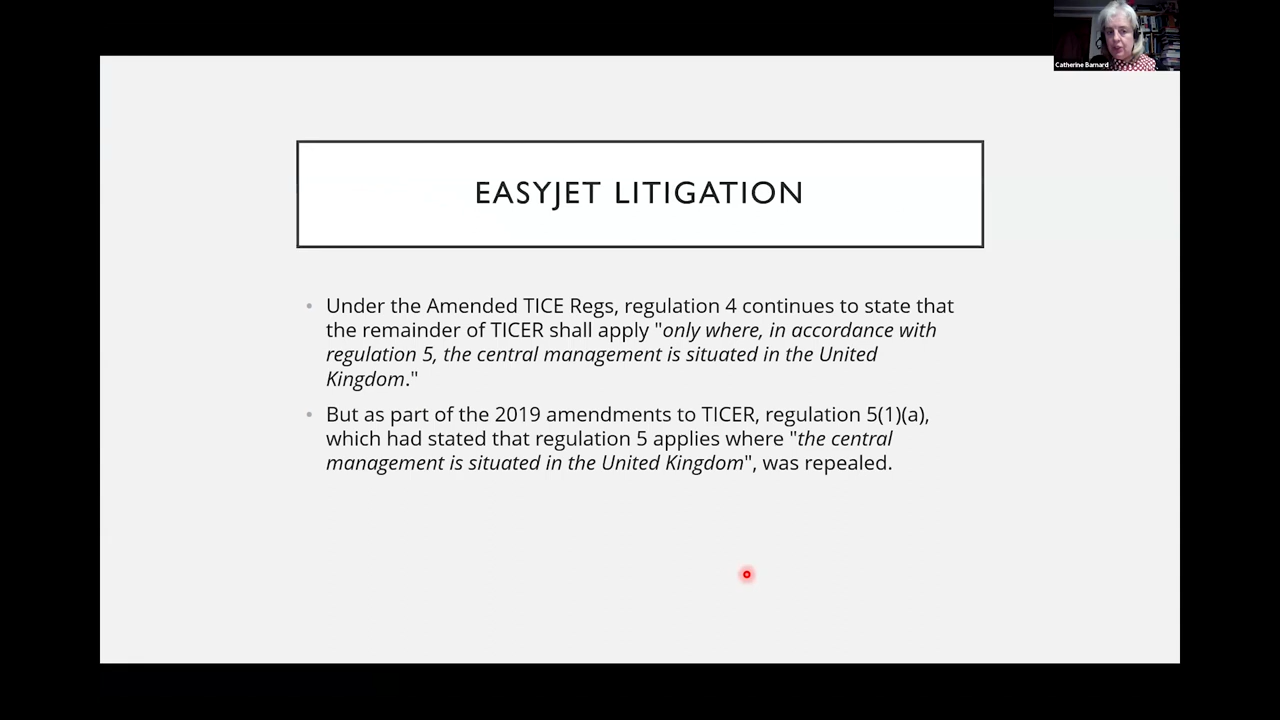 Catherine Barnard
EASYJET LITIGATION
• Under the Amended TICE Regs, regulation 4 continues to state that
the remainder of TICER shall apply "only where, in accordance with
regulation 5, the central management is situated in the United
Kingdom."
• But as part of the 2019 amendments to TICER, regulation 5(1)(a),
which had stated that regulation 5 applies where "the central
management is situated in the United Kingdom", was repealed.